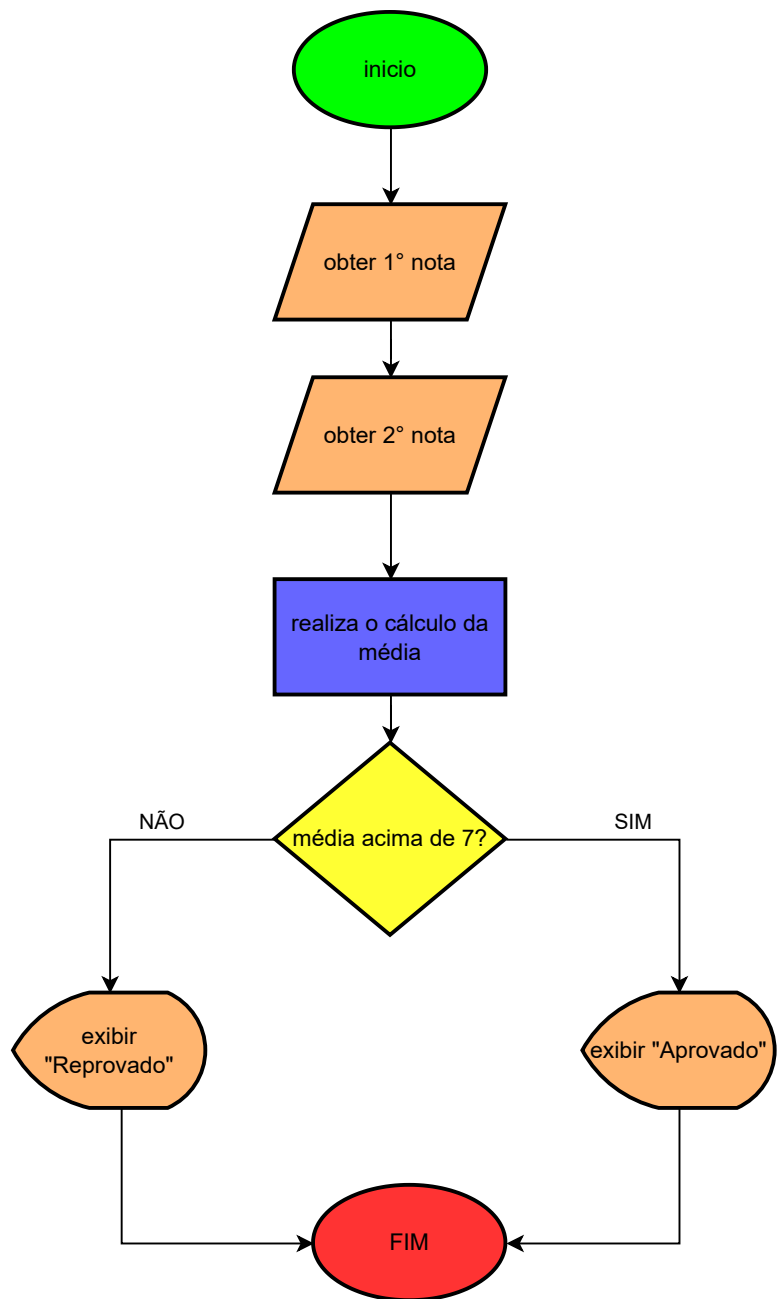 inicio
obter 1° nota
obter 2° nota
realiza o cálculo da
média
média acima de 7?
NÃO
SIM
exibir
"Reprovado"
exibir "Aprovado"
FIM